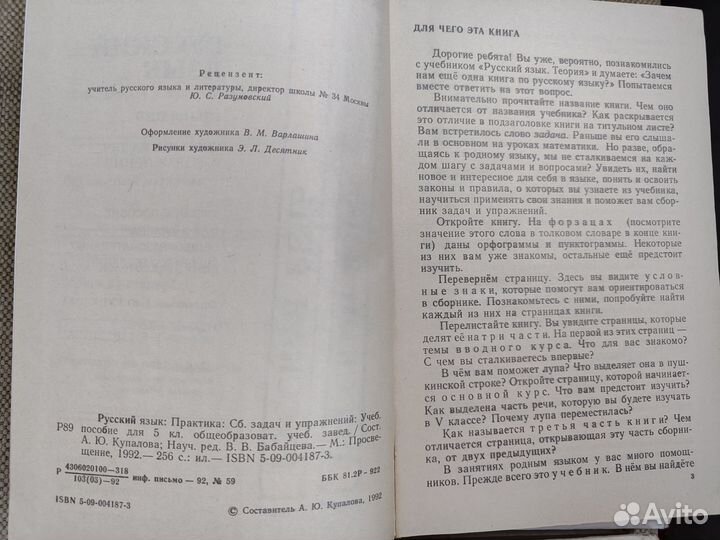 Рецензент:
учитель русского языка и литературы, директор школы № 34 Москвы
Ю. С. Разумовский
Оформление художника В. М. Варлашина
Рисунки художника Э. Л. Десятник
Русский язык: Практика: Сб. задач и упражнений: Учеб.
Р89 пособие для 5 кл. общеобразоват. учеб. завед./Сост.
А. Ю. Купалова; Науч. ред. В. В. Бабайцева.— М.: Просве-
щение, 1992.— 256 с.: ил.— ISBN 5-09-004187-3.
Р 4306020100—318
103(03)—92 инф. письмо — 92, № 59
ББК 81.2Р—922
ISBN 5-09-004187-3
© Составитель А. Ю. Купалова, 1992
ДЛЯ ЧЕГО ЭТА КНИГА
Дорогие ребята! Вы уже, вероятно, познакомились
с учебником «Русский язык. Теория» и думаете: «Зачем
нам ещё одна книга по русскому языку?» Попытаемся
вместе ответить на этот вопрос.
Внимательно прочитайте название книги. Чем оно
отличается от названия учебника? Как раскрывается
это отличие в подзаголовке книги на титульном листе?
Вам встретилось слово задача. Раньше вы его слыша-
ли в основном на уроках математики. Но разве, обра-
щаясь к родному языку, мы не сталкиваемся на каж-
дом шагу с задачами и вопросами? Увидеть их, найти
новое и интересное для себя в языке, понять и освоить
законы и правила, о которых вы узнаете из учебника,
научиться применять свои знания и поможет вам сбор-
ник задач и упражнений.
Откройте книгу. На форзацах (посмотрите
значение этого слова в толковом словаре в конце кни-
ги) даны орфограммы и пунктограммы. Некоторые
из них вам уже знакомы, остальные ещё предстоит
изучить.
Перевернём страницу. Здесь вы видите услов-
ные знаки, которые помогут вам ориентироваться
в сборнике. Познакомьтесь с ними, попробуйте найти
каждый из них на страницах книги.
Перелистайте книгу. Вы увидите страницы, которые
делят её на три части. На первой из этих страниц —
темы вводного курса. Что для вас знакомо?
С чем вы сталкиваетесь впервые?
В чём вам поможет лупа? Что выделяет она в пуш-
кинской строке? Откройте страницу, которой начинает-
ся основной курс. Что вам предстоит изучить?
Как выделена часть речи, которую вы будете изучать
в V классе? Почему лупа переместилась?
Как называется третья часть книги? Чем
отличается страница, открывающая эту часть сборни-
ка, от двух предыдущих?
В занятиях родным языком у вас много помощ-
ников. Прежде всего это учебник. В нём вы найдёте
3
Avito